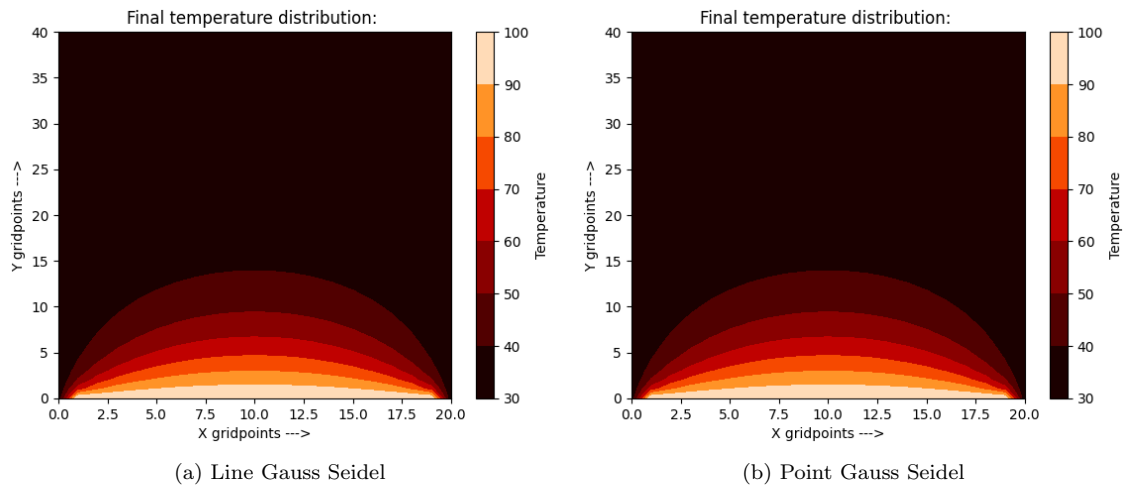 Final temperature distribution:
40
35
30
25
20
15
10
5
0
0.0 2.5 5.0 7.5 10.0 12.5 15.0 17.5 20.0
Y gridpoints --->
X gridpoints --->
100
90
80
70
60
50
40
30
Temperature
(a) Line Gauss Seidel
Final temperature distribution:
40
35
30
25
20
15
10
5
0
0.0 2.5 5.0 7.5 10.0 12.5 15.0 17.5 20.0
Y gridpoints --->
X gridpoints --->
100
90
80
70
60
50
40
30
Temperature
(b) Point Gauss Seidel